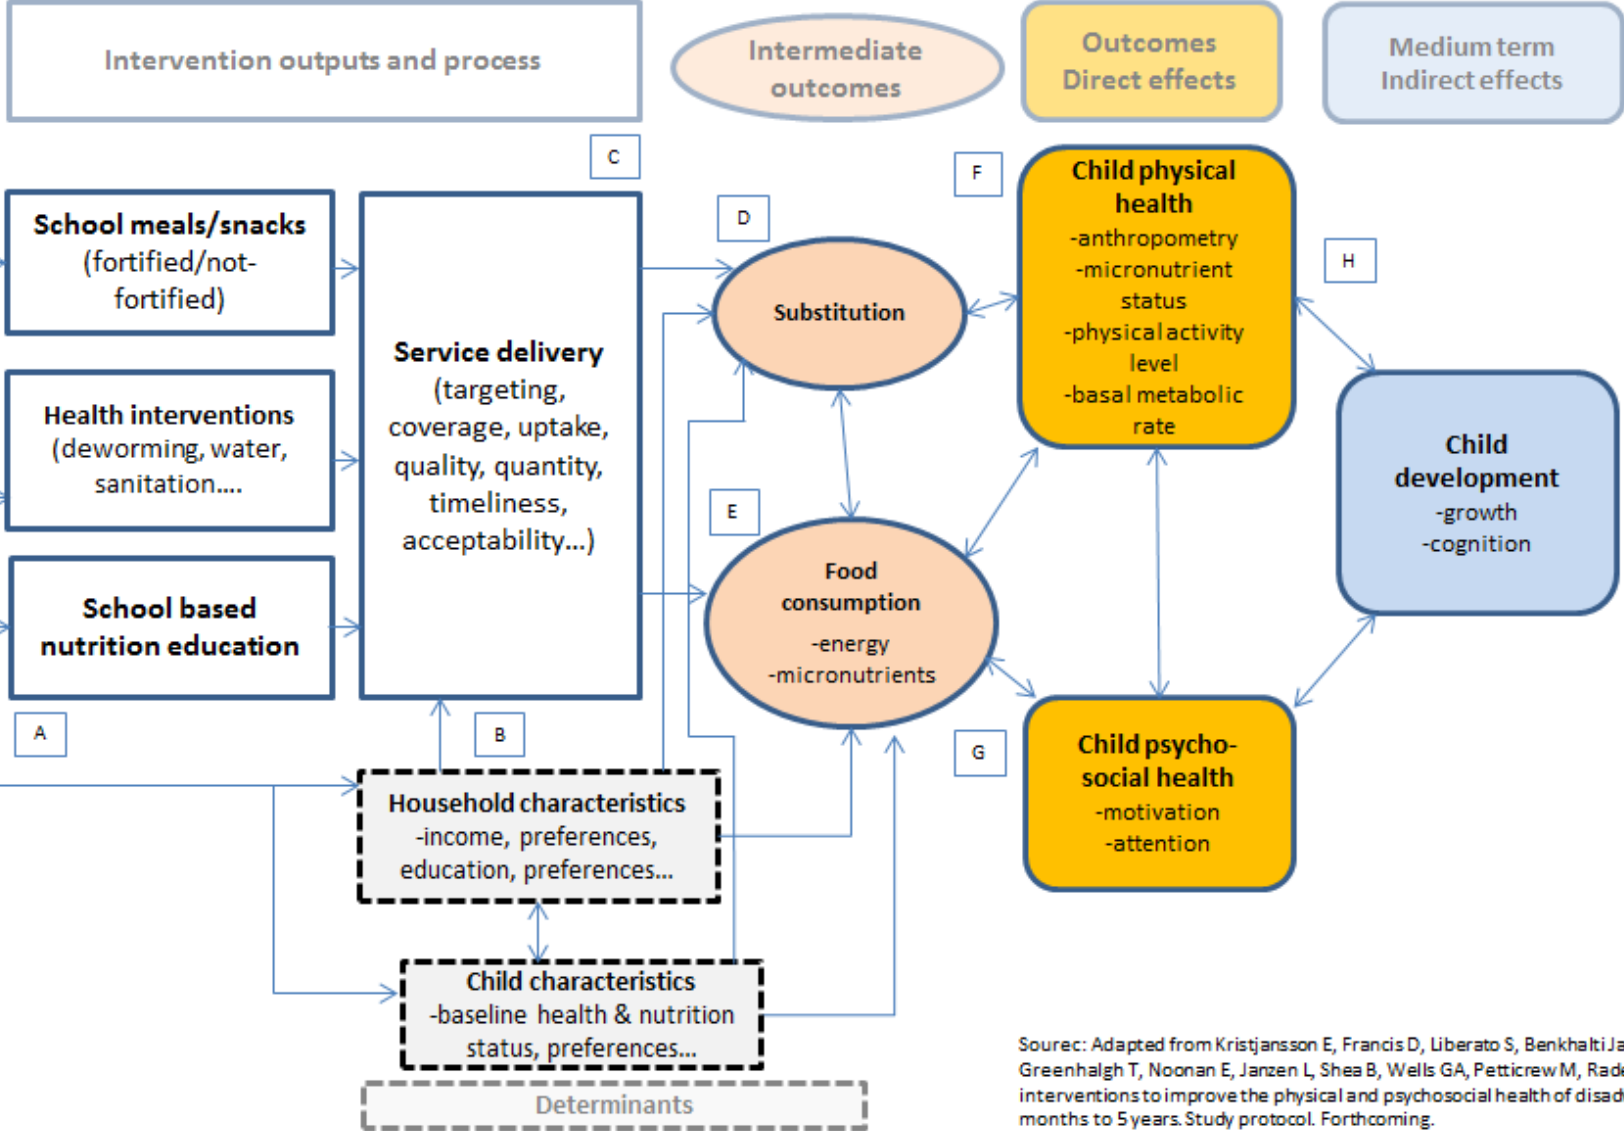 Intervention outputs and process
Intermediate
outcomes
Outcomes
Direct effects
Medium term
Indirect effects
C
F
D
H
School meals/snacks
(fortified/not-
fortified)
Health interventions
(deworming, water,
sanitation....
School based
nutrition education
A
Service delivery
(targeting,
coverage, uptake,
quality, quantity,
timeliness,
acceptability...)
B
Substitution
E
Food
consumption
-energy
-micronutrients
Child physical
health
-anthropometry
-micronutrient
status
-physical activity
level
-basal metabolic
rate
Child
development
-growth
-cognition
G
Child psycho-
social health
-motivation
-attention
Household characteristics
-income, preferences,
education, preferences...
Child characteristics
-baseline health & nutrition
status, preferences...
Determinants
Sourec: Adapted from Kristjansson E, Francis D, Liberato S, Benkhalti Ja
Greenhalgh T, Noonan E, Janzen L, Shea B, Wells GA, Petticrew M, Rade
interventions to improve the physical and psychosocial health of disad
months to 5 years. Study protocol. Forthcoming.